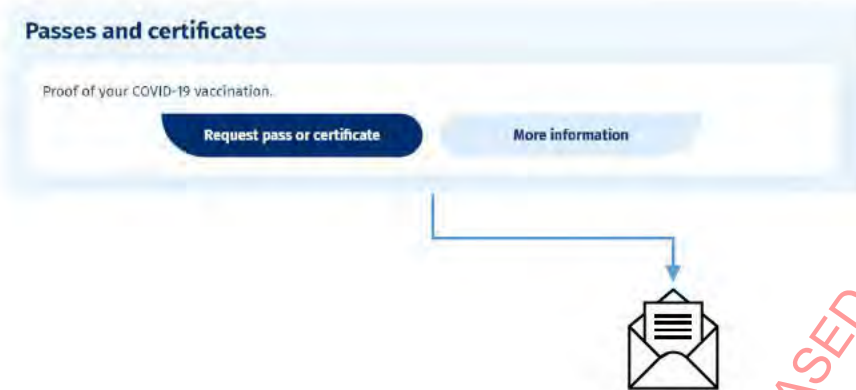 Passes and certificates
Proof of your COVID-19 vaccination.
Request pass or certificate
More information